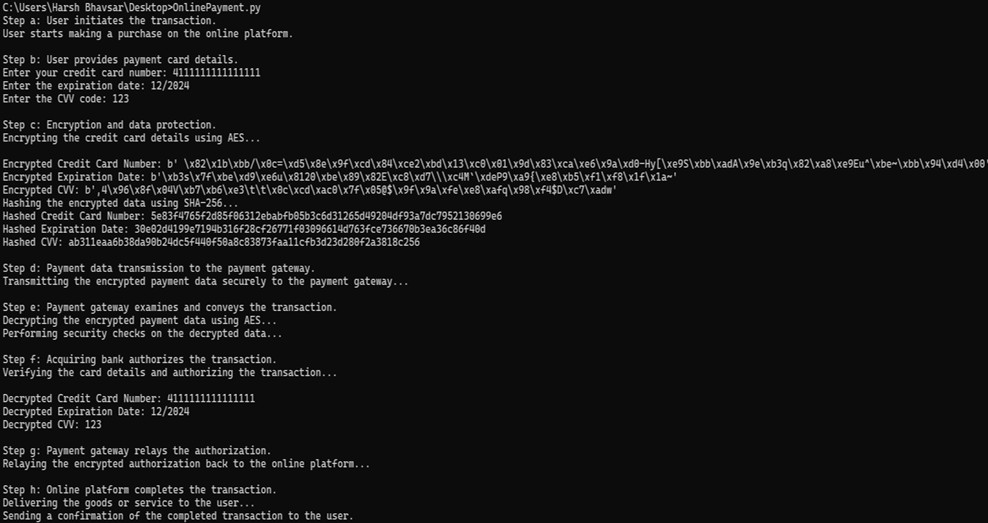 C:\Users\Harsh Bhavsar\Desktop>OnlinePayment.py
Step a: User initiates the transaction.
User starts making a purchase on the online platform.
Step b: User provides payment card details.
Enter your credit card number: 4111111111111111
Enter the expiration date: 12/2024
Enter the CVV code: 123
Step c: Encryption and data protection.
Encrypting the credit card details using AES...
Encrypted Credit Card Number: b' \x82\x1b\xbb/\x0c=\xd5\x8e\x9f\xcd\x84\xce2\xbd\x13\xc0\x01\x9d\x83\xca\xe6\x9a\xd0-Hy[\xe9S\xbb\xadA\x9e\xb3q\x82\xa8\x9Eu^\xbe~\xbb\x94\xd4\x00'
Encrypted Expiration Date: b'\xb3s\x7f\xbe\xd9\xe6u\x8120\xbe\x89\x82E\xc8\xd7\\\xc4M`\xdeP9\xa9{\xe8\xb5\xf1\xf8\x1f\x1a~'
Encrypted CVV: b',4\x96\x8f\x04V\xb7\xb6\xe3\t\t\x0c\xcd\xac0\x7f\x05@$\x9f\x9a\xfe\xe8\xafq\x98\xf4$D\xc7\xadw'
Hashing the encrypted data using SHA-256...
Hashed Credit Card Number: 5e83f4765f2d85f06312ebabfb05b3c6d31265d49204df93a7dc7952130699e6
Hashed Expiration Date: 30e02d4199e7194b316f28cf26771f03096614d763fce736670b3ea36c86f40d
Hashed CVV: ab311eaa6b38da90b24dc5f440f50a8c83873faa11cfb3d23d280f2a3818c256
Step d: Payment data transmission to the payment gateway.
Transmitting the encrypted payment data securely to the payment gateway...
Step e: Payment gateway examines and conveys the transaction.
Decrypting the encrypted payment data using AES...
Performing security checks on the decrypted data...
Step f: Acquiring bank authorizes the transaction.
Verifying the card details and authorizing the transaction...
Decrypted Credit Card Number: 4111111111111111
Decrypted Expiration Date: 12/2024
Decrypted CVV: 123
Step g: Payment gateway relays the authorization.
Relaying the encrypted authorization back to the online platform...
Step h: Online platform completes the transaction.
Delivering the goods or service to the user...
Sending a confirmation of the completed transaction to the user.